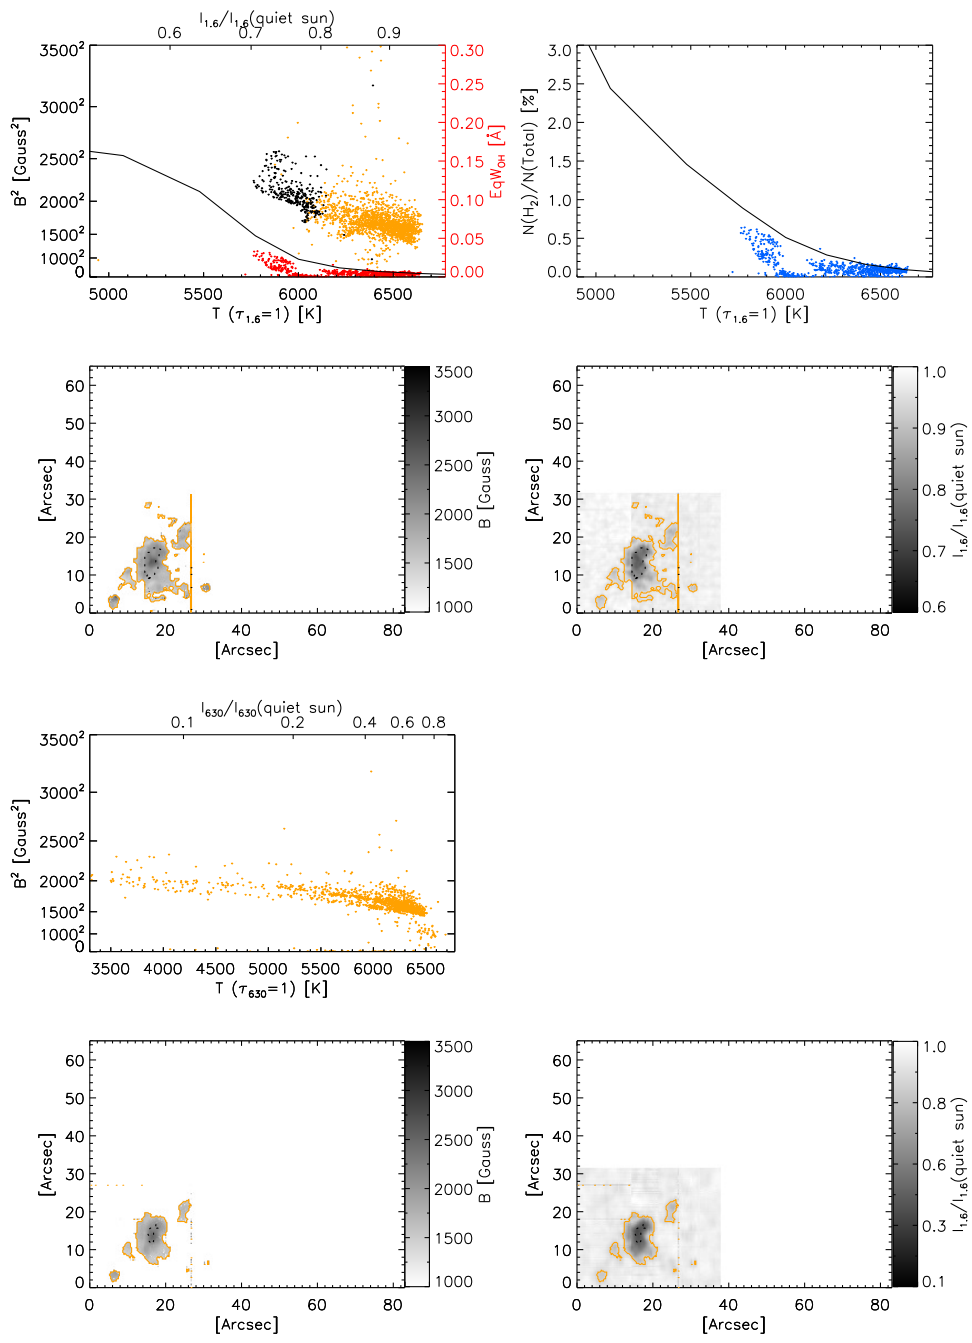 I1.6/I1.6(quiet sun)
0.6 0.7 0.8 0.9
3500² 3000² 2500² 2000² 1500² 1000² 0
B² [Gauss²]
0.30 0.25 0.20 0.15 0.10 0.05 0.00
EqWOH [Å]
5000 5500 6000 6500
T (τ1.6=1) [K]
3.0 2.5 2.0 1.5 1.0 0.5 0.0
N(H2)/N(Total) [%]
5000 5500 6000 6500
T (τ1.6=1) [K]
60 50 40 30 20 10 0
[Arcsec]
0 20 40 60 80
[Arcsec]
3500 3000 2500 2000 1500 1000
B [Gauss]
60 50 40 30 20 10 0
[Arcsec]
0 20 40 60 80
[Arcsec]
1.0 0.9 0.8 0.7 0.6
I1.6/I1.6(quiet sun)
I630/I630(quiet sun)
0.1 0.2 0.4 0.6 0.8
3500² 3000² 2500² 2000² 1500² 1000² 0
B² [Gauss²]
3500 4000 4500 5000 5500 6000 6500
T (τ630=1) [K]
60 50 40 30 20 10 0
[Arcsec]
0 20 40 60 80
[Arcsec]
3500 3000 2500 2000 1500 1000
B [Gauss]
60 50 40 30 20 10 0
[Arcsec]
0 20 40 60 80
[Arcsec]
1.0 0.8 0.6 0.3 0.1
I1.6/I1.6(quiet sun)